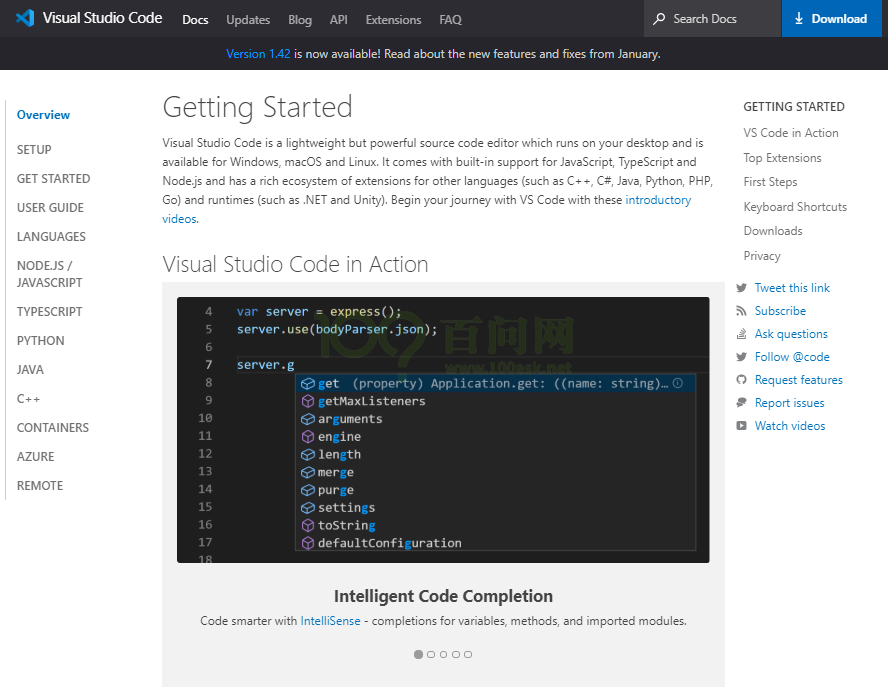 Visual Studio Code
Docs Updates Blog API Extensions FAQ
Search Docs
Download
Version 1.42 is now available! Read about the new features and fixes from January.
Overview
SETUP
GET STARTED
USER GUIDE
LANGUAGES
NODE.JS /
JAVASCRIPT
TYPESCRIPT
PYTHON
JAVA
C++
CONTAINERS
AZURE
REMOTE
Getting Started
Visual Studio Code is a lightweight but powerful source code editor which runs on your desktop and is
available for Windows, macOS and Linux. It comes with built-in support for JavaScript, TypeScript and
Node.js and has a rich ecosystem of extensions for other languages (such as C++, C#, Java, Python, PHP,
Go) and runtimes (such as .NET and Unity). Begin your journey with VS Code with these introductory
videos.
Visual Studio Code in Action
4 var server = express();
5 server.use(bodyParser.json);
6
7 server.g
8 get (property) Application.get: ((name: string)…
9 getMaxListeners
10 arguments
11 engine
12 length
13 merge
14 purge
15 settings
16 toString
17 defaultConfiguration
18
百问网
www.100ask.net
Intelligent Code Completion
Code smarter with IntelliSense - completions for variables, methods, and imported modules.
GETTING STARTED
VS Code in Action
Top Extensions
First Steps
Keyboard Shortcuts
Downloads
Privacy
Tweet this link
Subscribe
Ask questions
Follow @code
Request features
Report issues
Watch videos